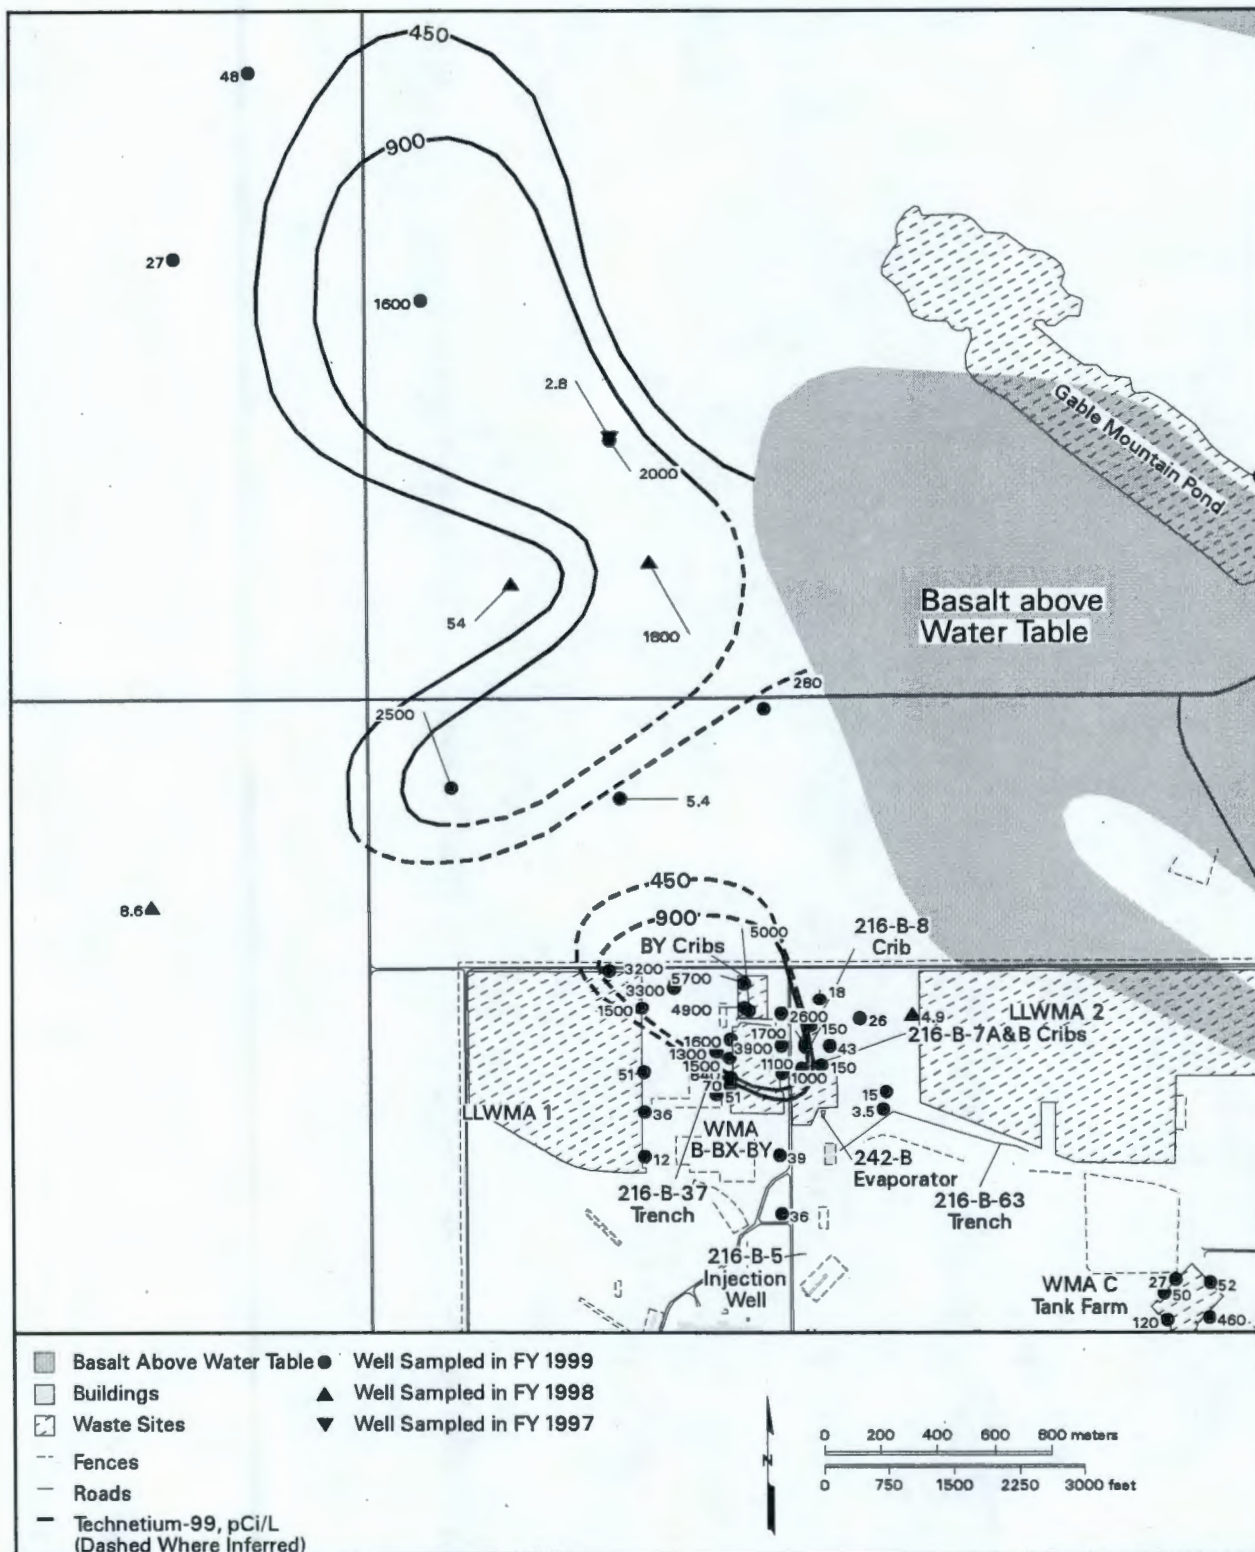 450
48
900
27
1600
2.8
2000
Gable Mountain Pond
Basalt above
Water Table
54
1800
280
2500
5.4
8.6
450
900
5000
216-B-8
Crib
BY Cribs
3200
5700
3300
18
1500
4900
2600
26
4.9
LLWMA 2
1700
150
216-B-7A&B Cribs
1600
3900
43
1300
1500
1100
150
51
840
1000
70
51
15
3.5
LLWMA 1
36
WMA
B-BX-BY
12
39
242-B
Evaporator
216-B-37
Trench
216-B-63
Trench
36
216-B-5
Injection
Well
WMA C
Tank Farm
27
50
52
120
460
Basalt Above Water Table
Buildings
Waste Sites
Fences
Roads
Technetium-99, pCi/L
(Dashed Where Inferred)
Well Sampled in FY 1999
Well Sampled in FY 1998
Well Sampled in FY 1997
N
0 200 400 600 800 meters
0 750 1500 2250 3000 feet